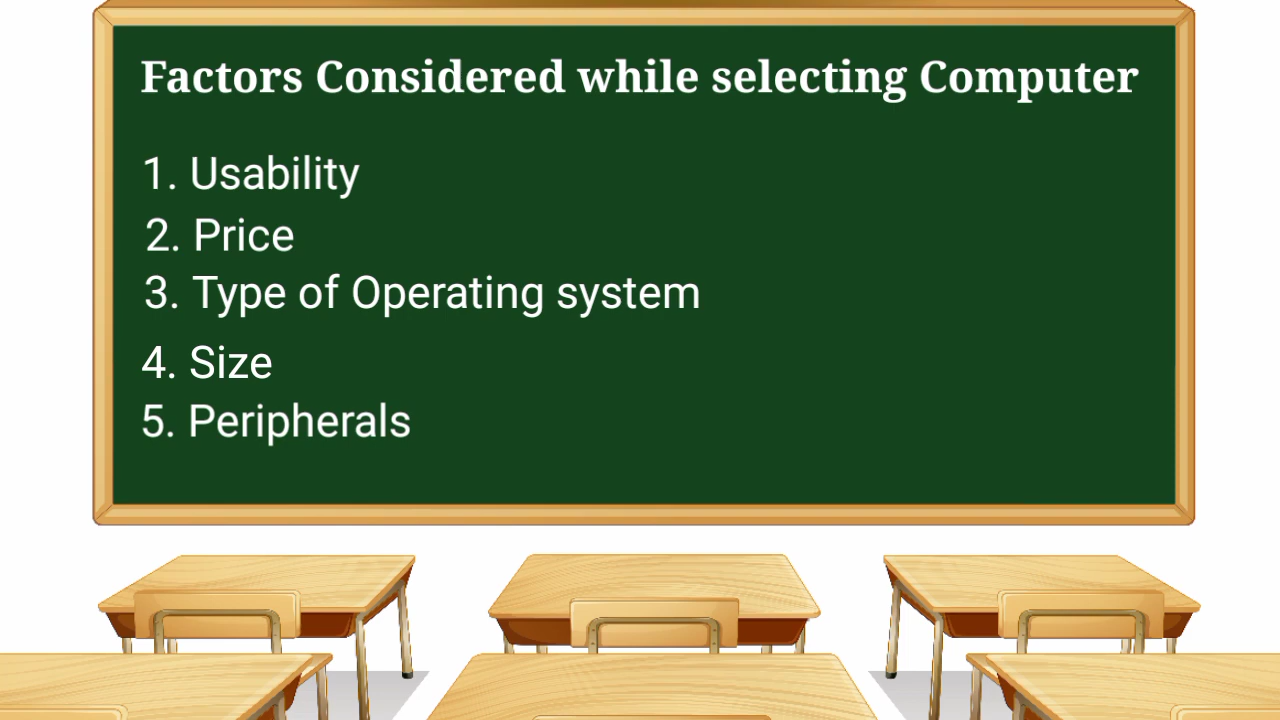 Factors Considered while selecting Computer
1. Usability
2. Price
3. Type of Operating system
4. Size
5. Peripherals